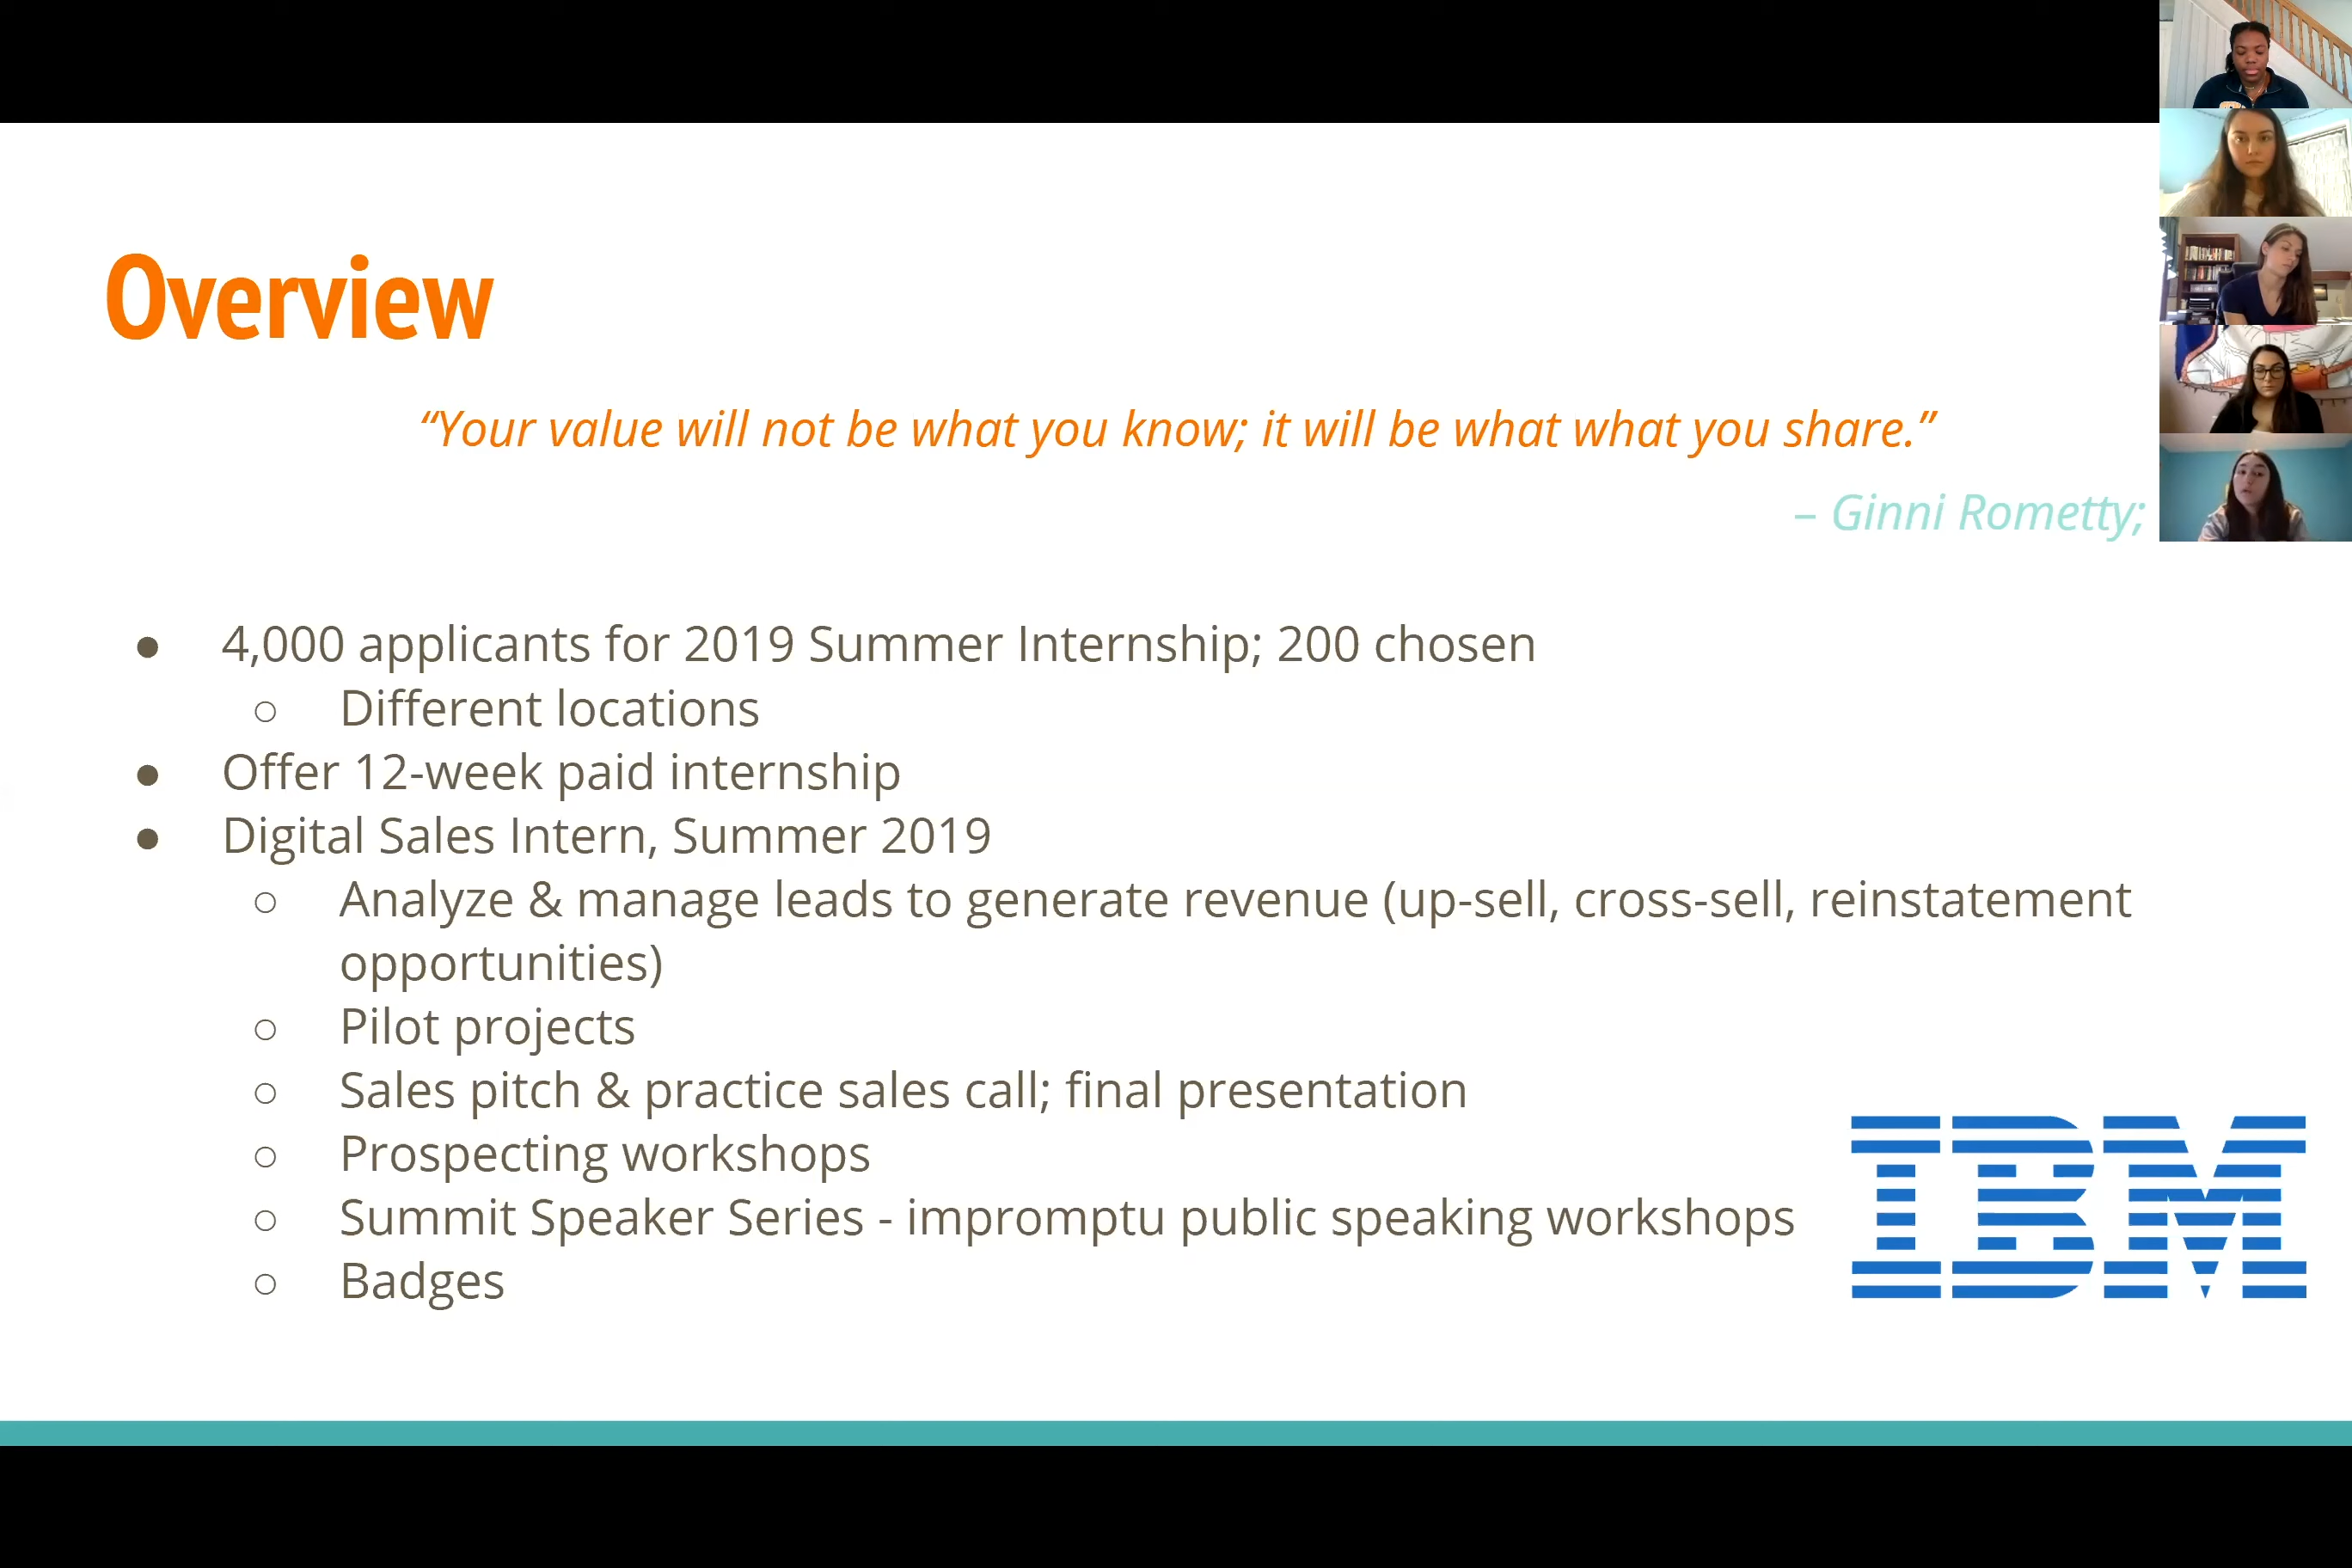 Overview
“Your value will not be what you know; it will be what what you share.”
– Ginni Rometty;
● 4,000 applicants for 2019 Summer Internship; 200 chosen
○ Different locations
● Offer 12-week paid internship
● Digital Sales Intern, Summer 2019
○ Analyze & manage leads to generate revenue (up-sell, cross-sell, reinstatement
opportunities)
○ Pilot projects
○ Sales pitch & practice sales call; final presentation
○ Prospecting workshops
○ Summit Speaker Series - impromptu public speaking workshops
○ Badges
IBM